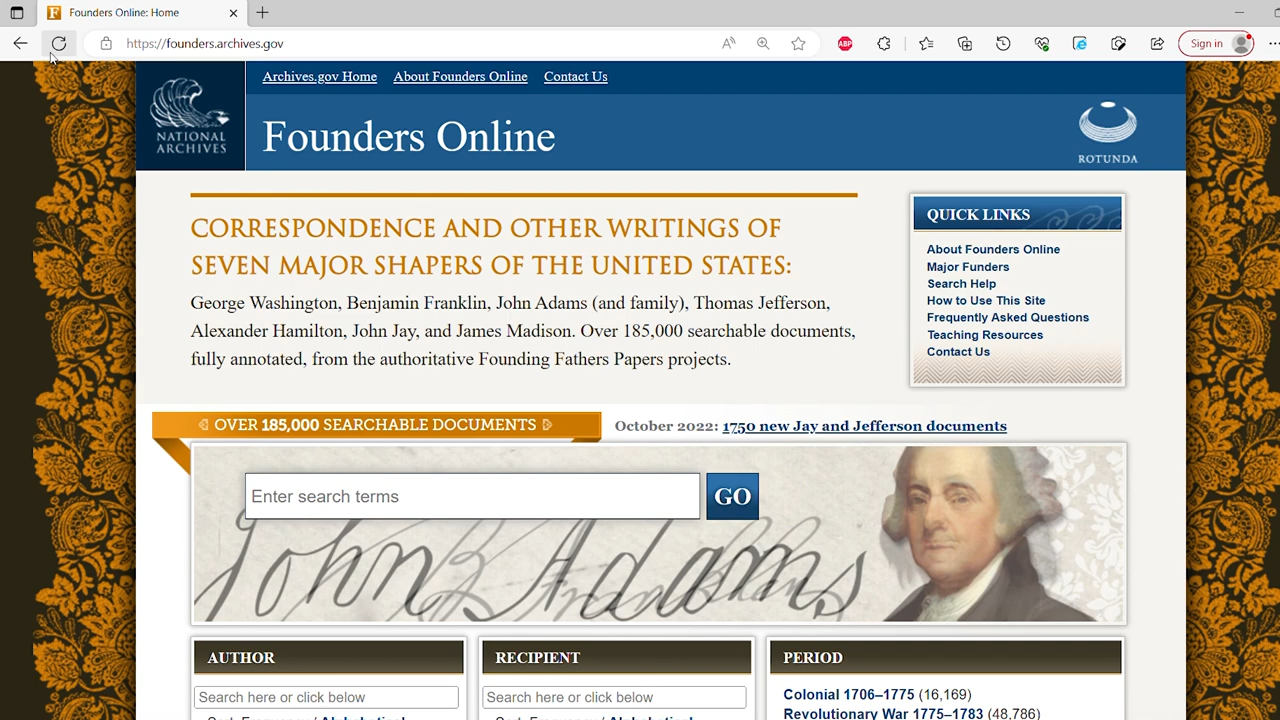 Founders Online: Home
https://founders.archives.gov
Sign in
Archives.gov Home About Founders Online Contact Us
NATIONAL
ARCHIVES
Founders Online
ROTUNDA
CORRESPONDENCE AND OTHER WRITINGS OF
SEVEN MAJOR SHAPERS OF THE UNITED STATES:
George Washington, Benjamin Franklin, John Adams (and family), Thomas Jefferson,
Alexander Hamilton, John Jay, and James Madison. Over 185,000 searchable documents,
fully annotated, from the authoritative Founding Fathers Papers projects.
QUICK LINKS
About Founders Online
Major Funders
Search Help
How to Use This Site
Frequently Asked Questions
Teaching Resources
Contact Us
OVER 185,000 SEARCHABLE DOCUMENTS
October 2022: 1750 new Jay and Jefferson documents
Enter search terms
GO
John Adams
AUTHOR
Search here or click below
RECIPIENT
Search here or click below
PERIOD
Colonial 1706–1775 (16,169)
Revolutionary War 1775–1783 (48,786)